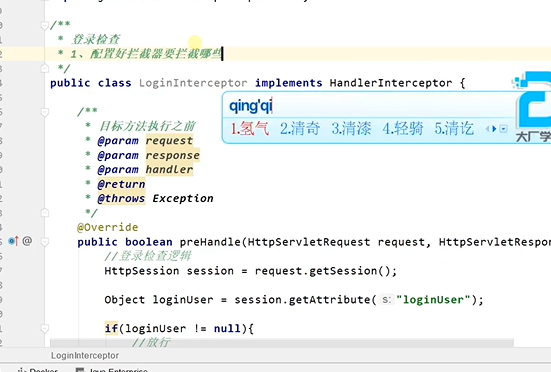 /**
* 登录检查
* 1、配置好拦截器要拦截哪些
*/
public class LoginInterceptor implements HandlerInterceptor {
qing'qi
1.氢气 2.清奇 3.清漆 4.轻骑 5.清讫
大厂学
/**
* 目标方法执行之前
* @param request
* @param response
* @param handler
* @return
* @throws Exception
*/
@Override
public boolean preHandle(HttpServletRequest request, HttpServletRespon
//登录检查逻辑
HttpSession session = request.getSession();
Object loginUser = session.getAttribute( s: "loginUser");
if(loginUser != null){
//放行
LoginInterceptor